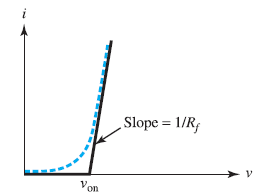 i
Slope = 1/R_f
v
v_on